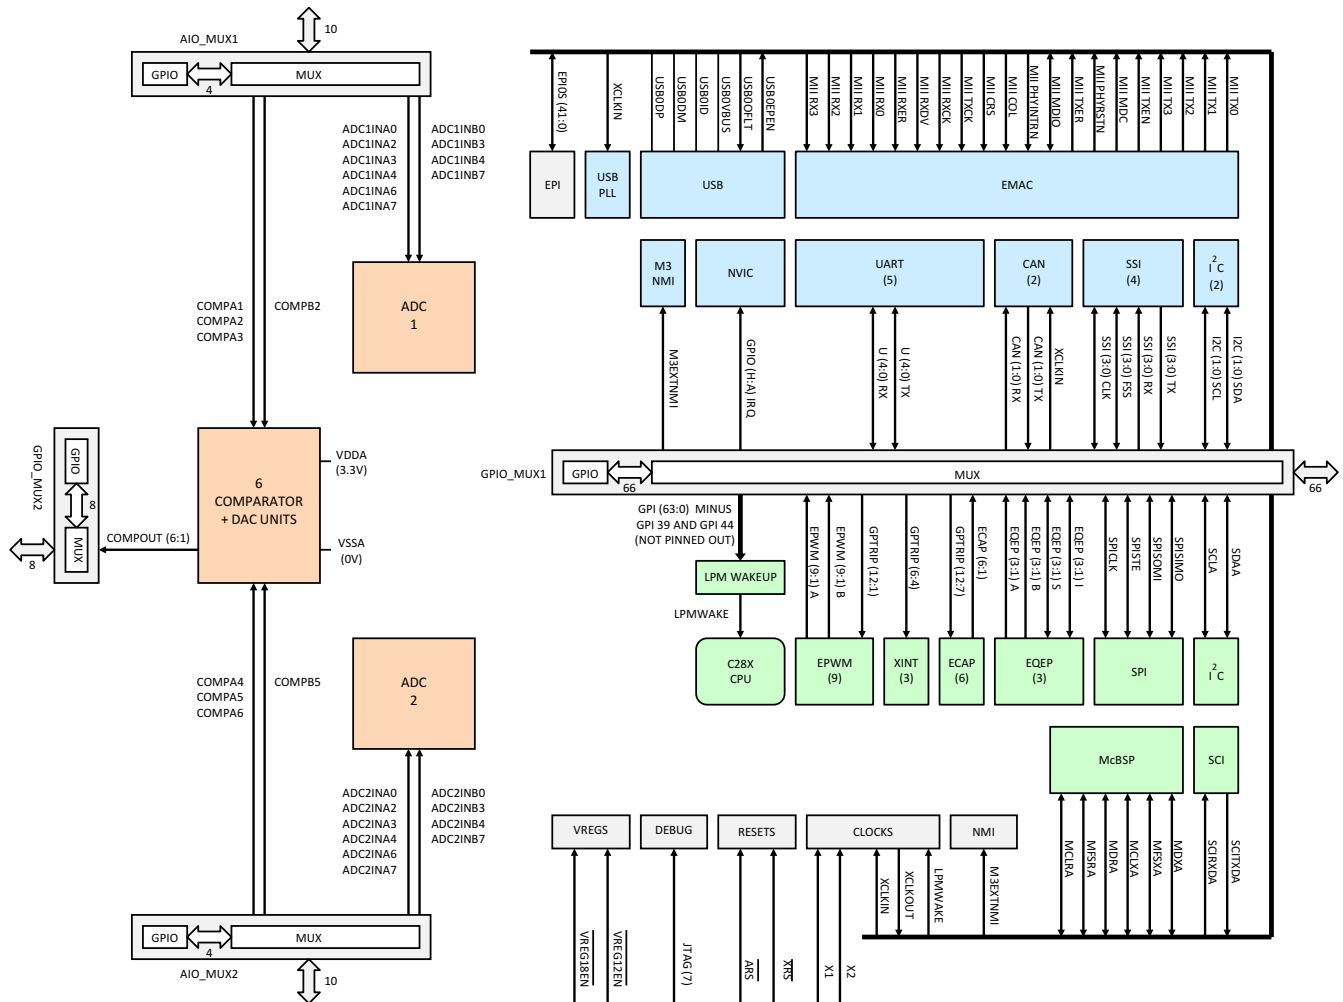 AIO_MUX1
10
GPIO
MUX
4
ADC1INA0
ADC1INA2
ADC1INA3
ADC1INA4
ADC1INA6
ADC1INA7
ADC1INB0
ADC1INB3
ADC1INB4
ADC1INB7
ADC
1
COMPA1
COMPA2
COMPA3
COMPB2
GPIO_MUX2
GPIO
8
MUX
8
COMPOUT (6:1)
6
COMPARATOR
+ DAC UNITS
VDDA
(3.3V)
VSSA
(0V)
COMPA4
COMPA5
COMPA6
COMPB5
ADC
2
ADC2INA0
ADC2INA2
ADC2INA3
ADC2INA4
ADC2INA6
ADC2INA7
ADC2INB0
ADC2INB3
ADC2INB4
ADC2INB7
GPIO
MUX
4
AIO_MUX2
10
EPI0S (41:0)
XCLKIN
USB0DP
USB0DM
USB0ID
USB0VBUS
USB0OFLT
USB0EPEN
MII RX3
MII RX2
MII RX1
MII RX0
MII RXER
MII RXDV
MII RXCK
MII TXCK
MII CRS
MII COL
MII PHYINTRN
MII MDIO
MII TXER
MII PHYRSTN
MII MDC
MII TXEN
MII TX3
MII TX2
MII TX1
MII TX0
EPI
USB
PLL
USB
EMAC
M3
NMI
NVIC
UART
(5)
CAN
(2)
SSI
(4)
I2C
(2)
M3EXTNMI
GPIO (H:A) IRQ
U (4:0) RX
U (4:0) TX
CAN (1:0) RX
CAN (1:0) TX
XCLKIN
SSI (3:0) CLK
SSI (3:0) FSS
SSI (3:0) RX
SSI (3:0) TX
I2C (1:0) SCL
I2C (1:0) SDA
GPIO_MUX1
GPIO
66
MUX
66
GPI (63:0) MINUS
GPI 39 AND GPI 44
(NOT PINNED OUT)
EPWM (9:1) A
EPWM (9:1) B
GPTRIP (12:1)
GPTRIP (6:4)
GPTRIP (12:7)
ECAP (6:1)
EQEP (3:1) A
EQEP (3:1) B
EQEP (3:1) S
EQEP (3:1) I
SPICLK
SPISTE
SPISOMI
SPISIMO
SCLA
SDAA
LPM WAKEUP
LPMWAKE
C28X
CPU
EPWM
(9)
XINT
(3)
ECAP
(6)
EQEP
(3)
SPI
I2C
McBSP
SCI
MCLRA
MFSRA
MDRA
MCLXA
MFSXA
MDXA
SCIRXDA
SCITXDA
VREGS
DEBUG
RESETS
CLOCKS
NMI
VREG18EN
VREG12EN
JTAG (7)
ARS
XRS
X1
X2
XCLKIN
XCLKOUT
LPMWAKE
M3EXTNMI